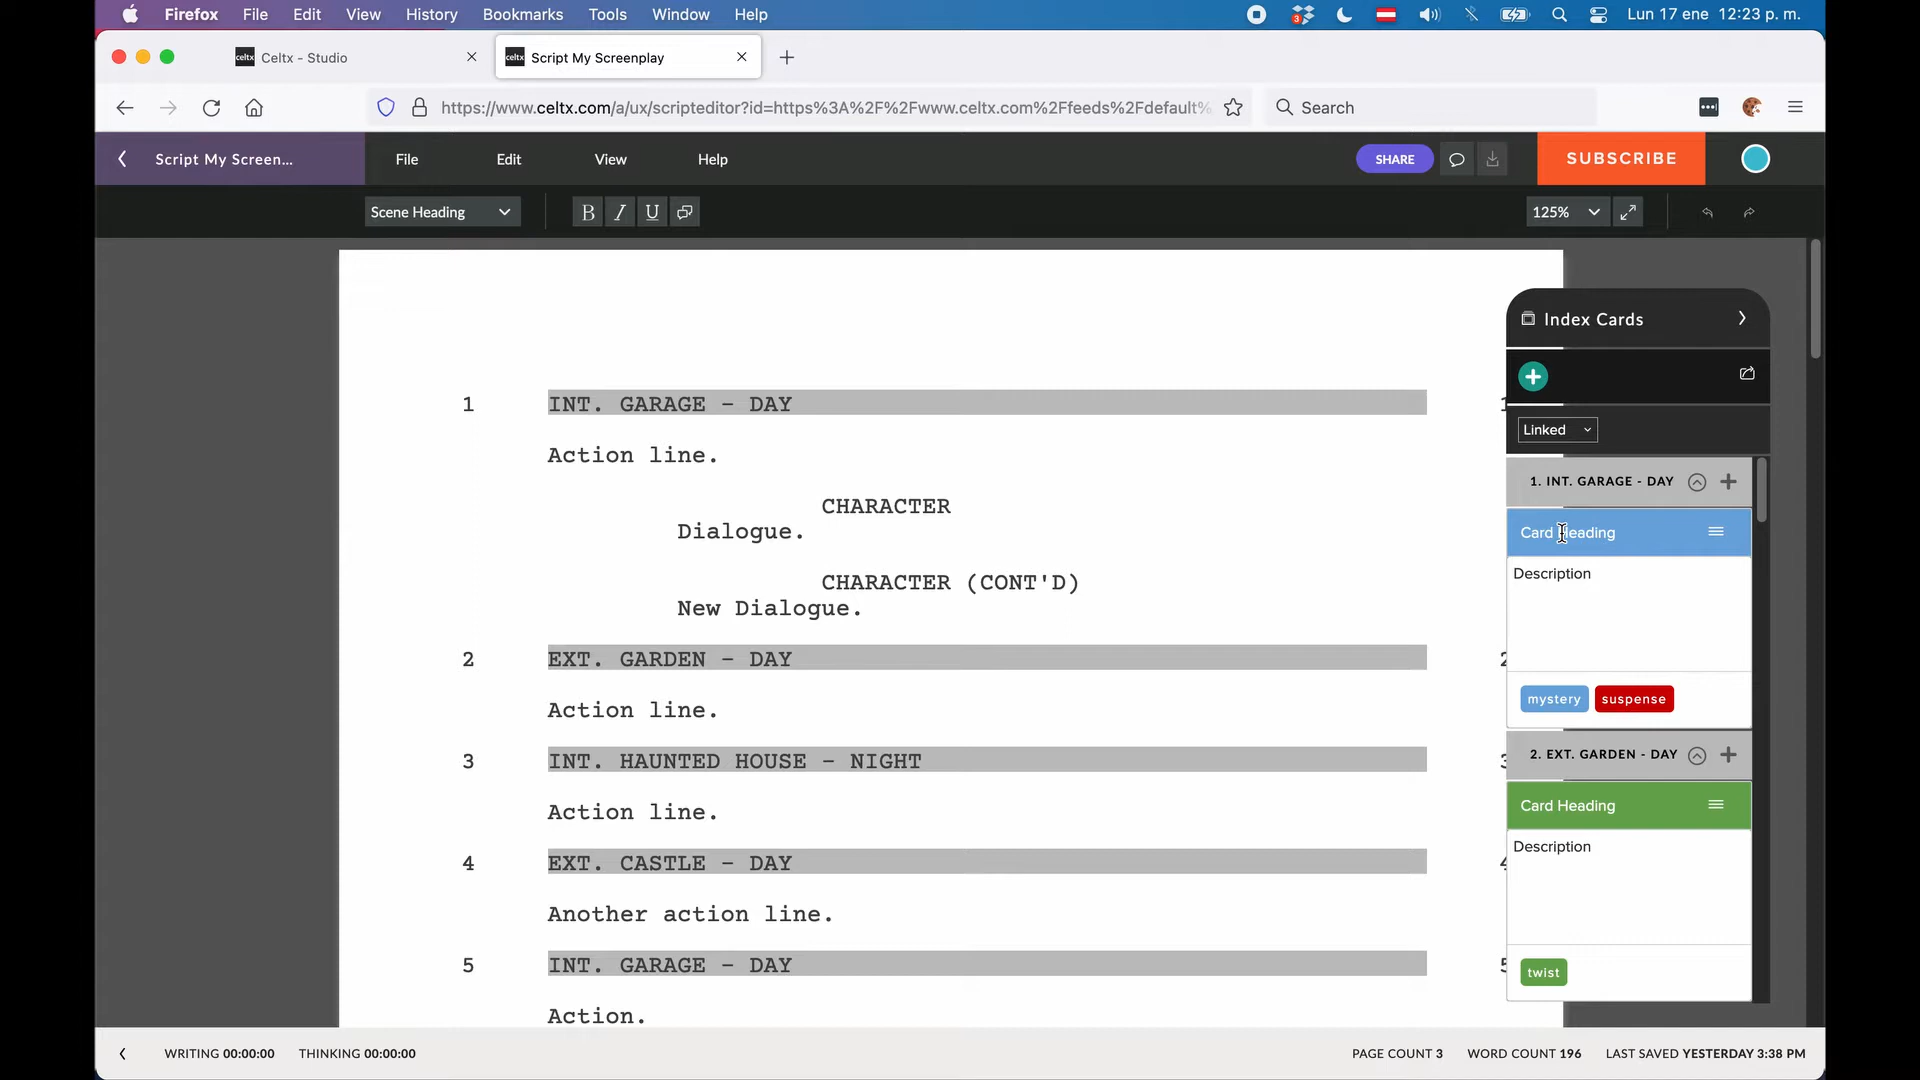 Firefox File Edit View History Bookmarks Tools Window Help 3 Lun 17 ene 12:23 p. m.
celtx Celtx - Studio celtx Script My Screenplay
https://www.celtx.com/a/ux/scripteditor?id=https%3A%2F%2Fwww.celtx.com%2Ffeeds%2Fdefault% Search
Script My Screen... File Edit View Help SHARE SUBSCRIBE
Scene Heading B I U 125%
Index Cards
Linked
1 INT. GARAGE - DAY
Action line.
CHARACTER
Dialogue.
CHARACTER (CONT'D)
New Dialogue.
2 EXT. GARDEN - DAY
Action line.
3 INT. HAUNTED HOUSE - NIGHT
Action line.
4 EXT. CASTLE - DAY
Another action line.
5 INT. GARAGE - DAY
Action.
1. INT. GARAGE - DAY
Card Heading
Description
mystery suspense
2. EXT. GARDEN - DAY
Card Heading
Description
twist
WRITING 00:00:00 THINKING 00:00:00 PAGE COUNT 3 WORD COUNT 196 LAST SAVED YESTERDAY 3:38 PM